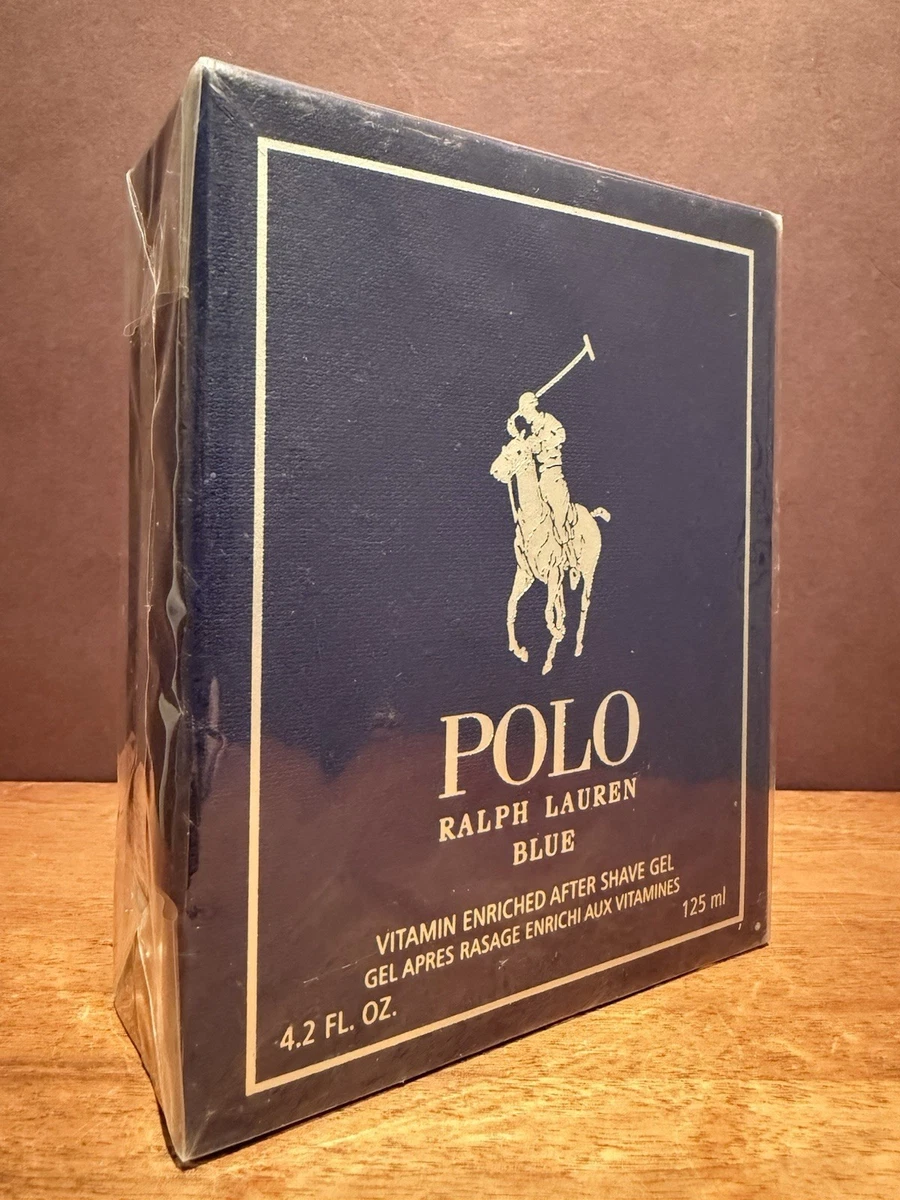 POLO
RALPH LAUREN
BLUE
VITAMIN ENRICHED AFTER SHAVE GEL
GEL APRES RASAGE ENRICHI AUX VITAMINES
4.2 FL. OZ.
125 ml